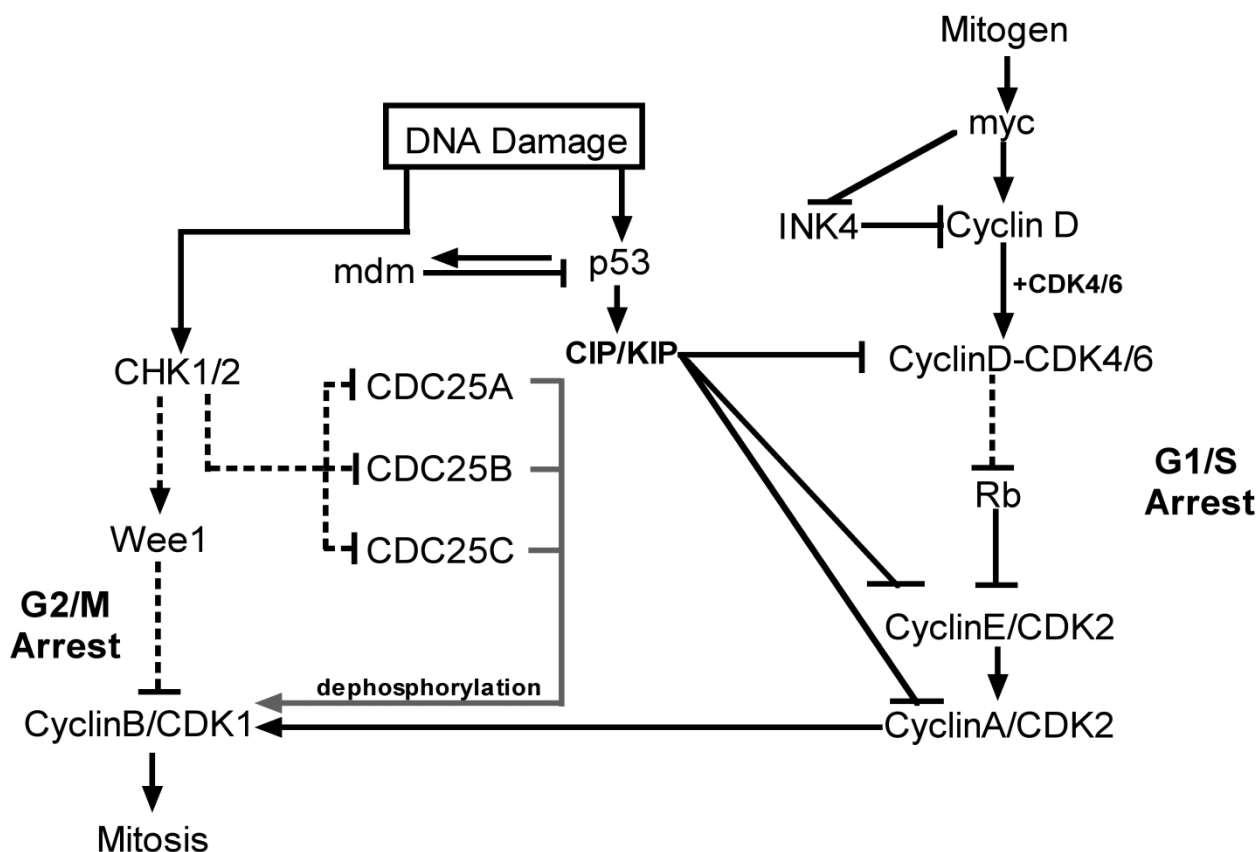 Mitogen
myc
DNA Damage
INK4
Cyclin D
mdm
p53
+CDK4/6
CIP/KIP
CyclinD-CDK4/6
CHK1/2
CDC25A
CDC25B
G1/S
Arrest
Rb
Wee1
CDC25C
G2/M
Arrest
CyclinE/CDK2
dephosphorylation
CyclinB/CDK1
CyclinA/CDK2
Mitosis